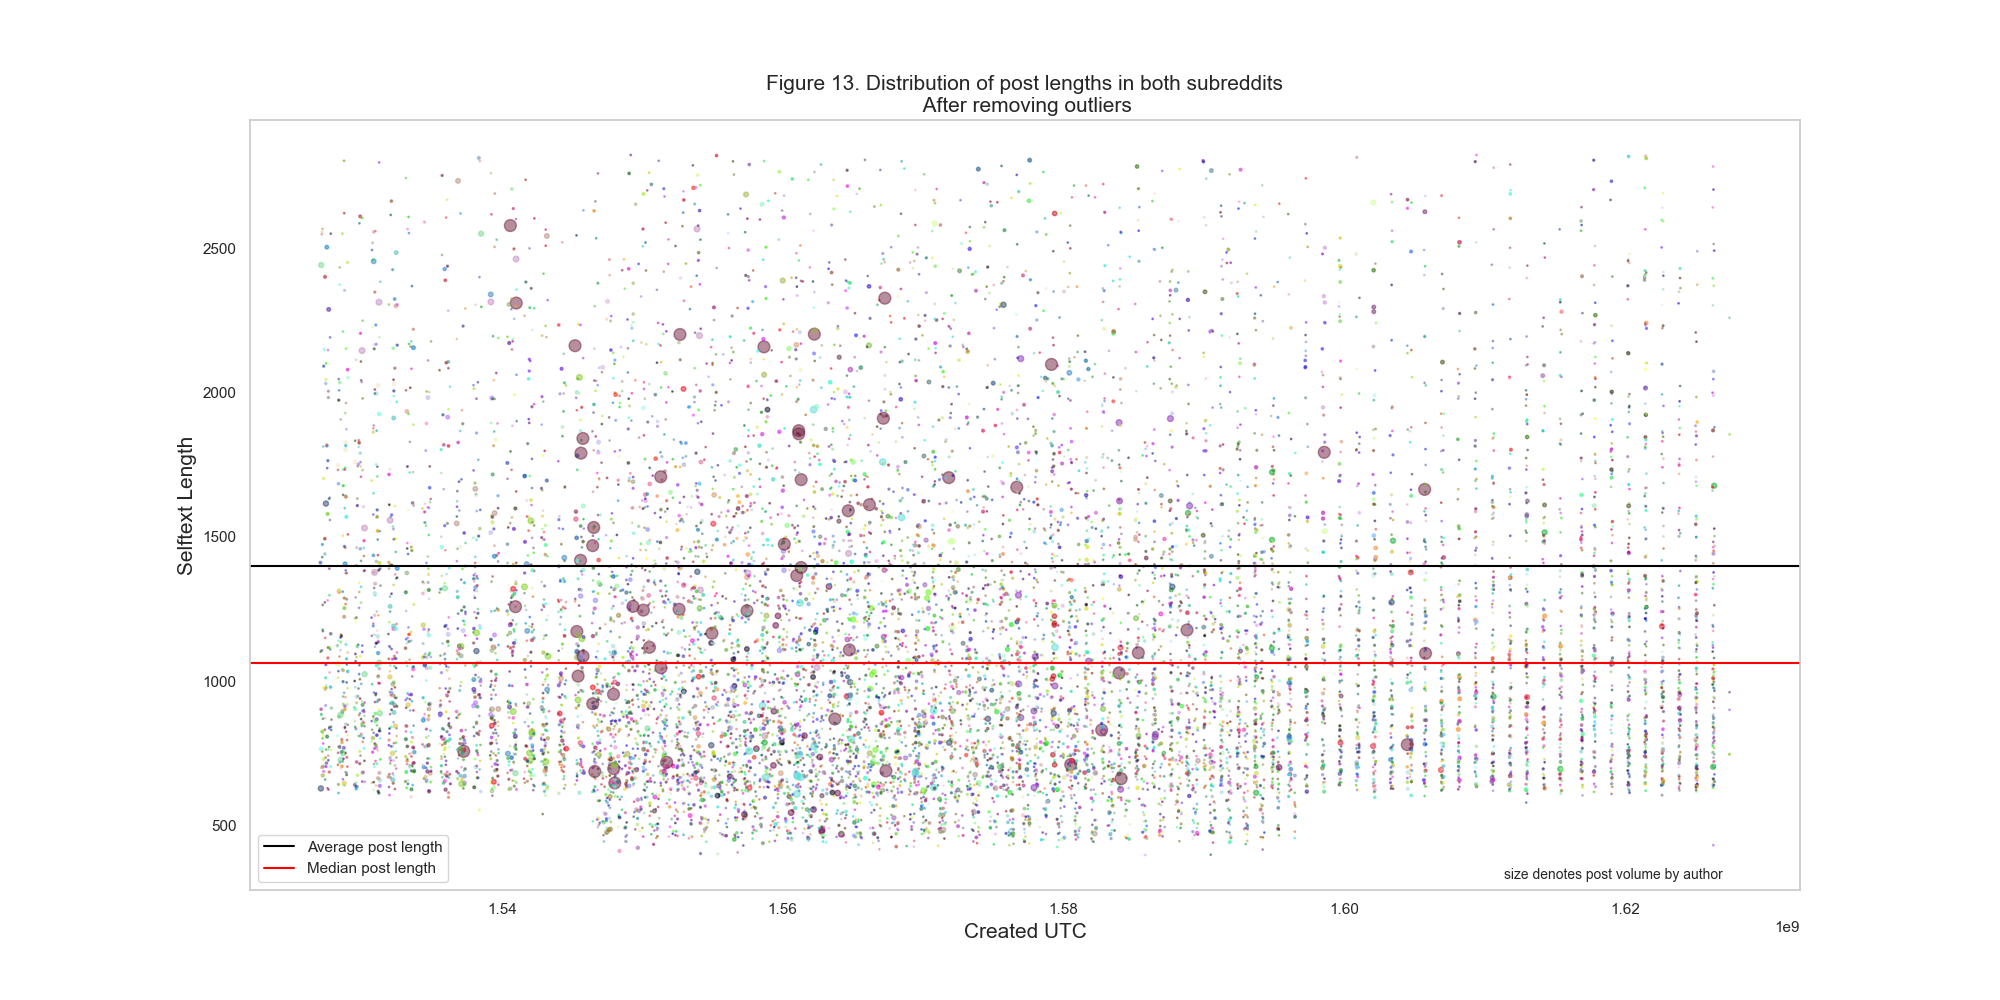 Figure 13. Distribution of post lengths in both subreddits
After removing outliers
Selftext Length
2500
2000
1500
1000
500
Average post length
Median post length
size denotes post volume by author
1.54
1.56
1.58
1.60
1.62
1e9
Created UTC